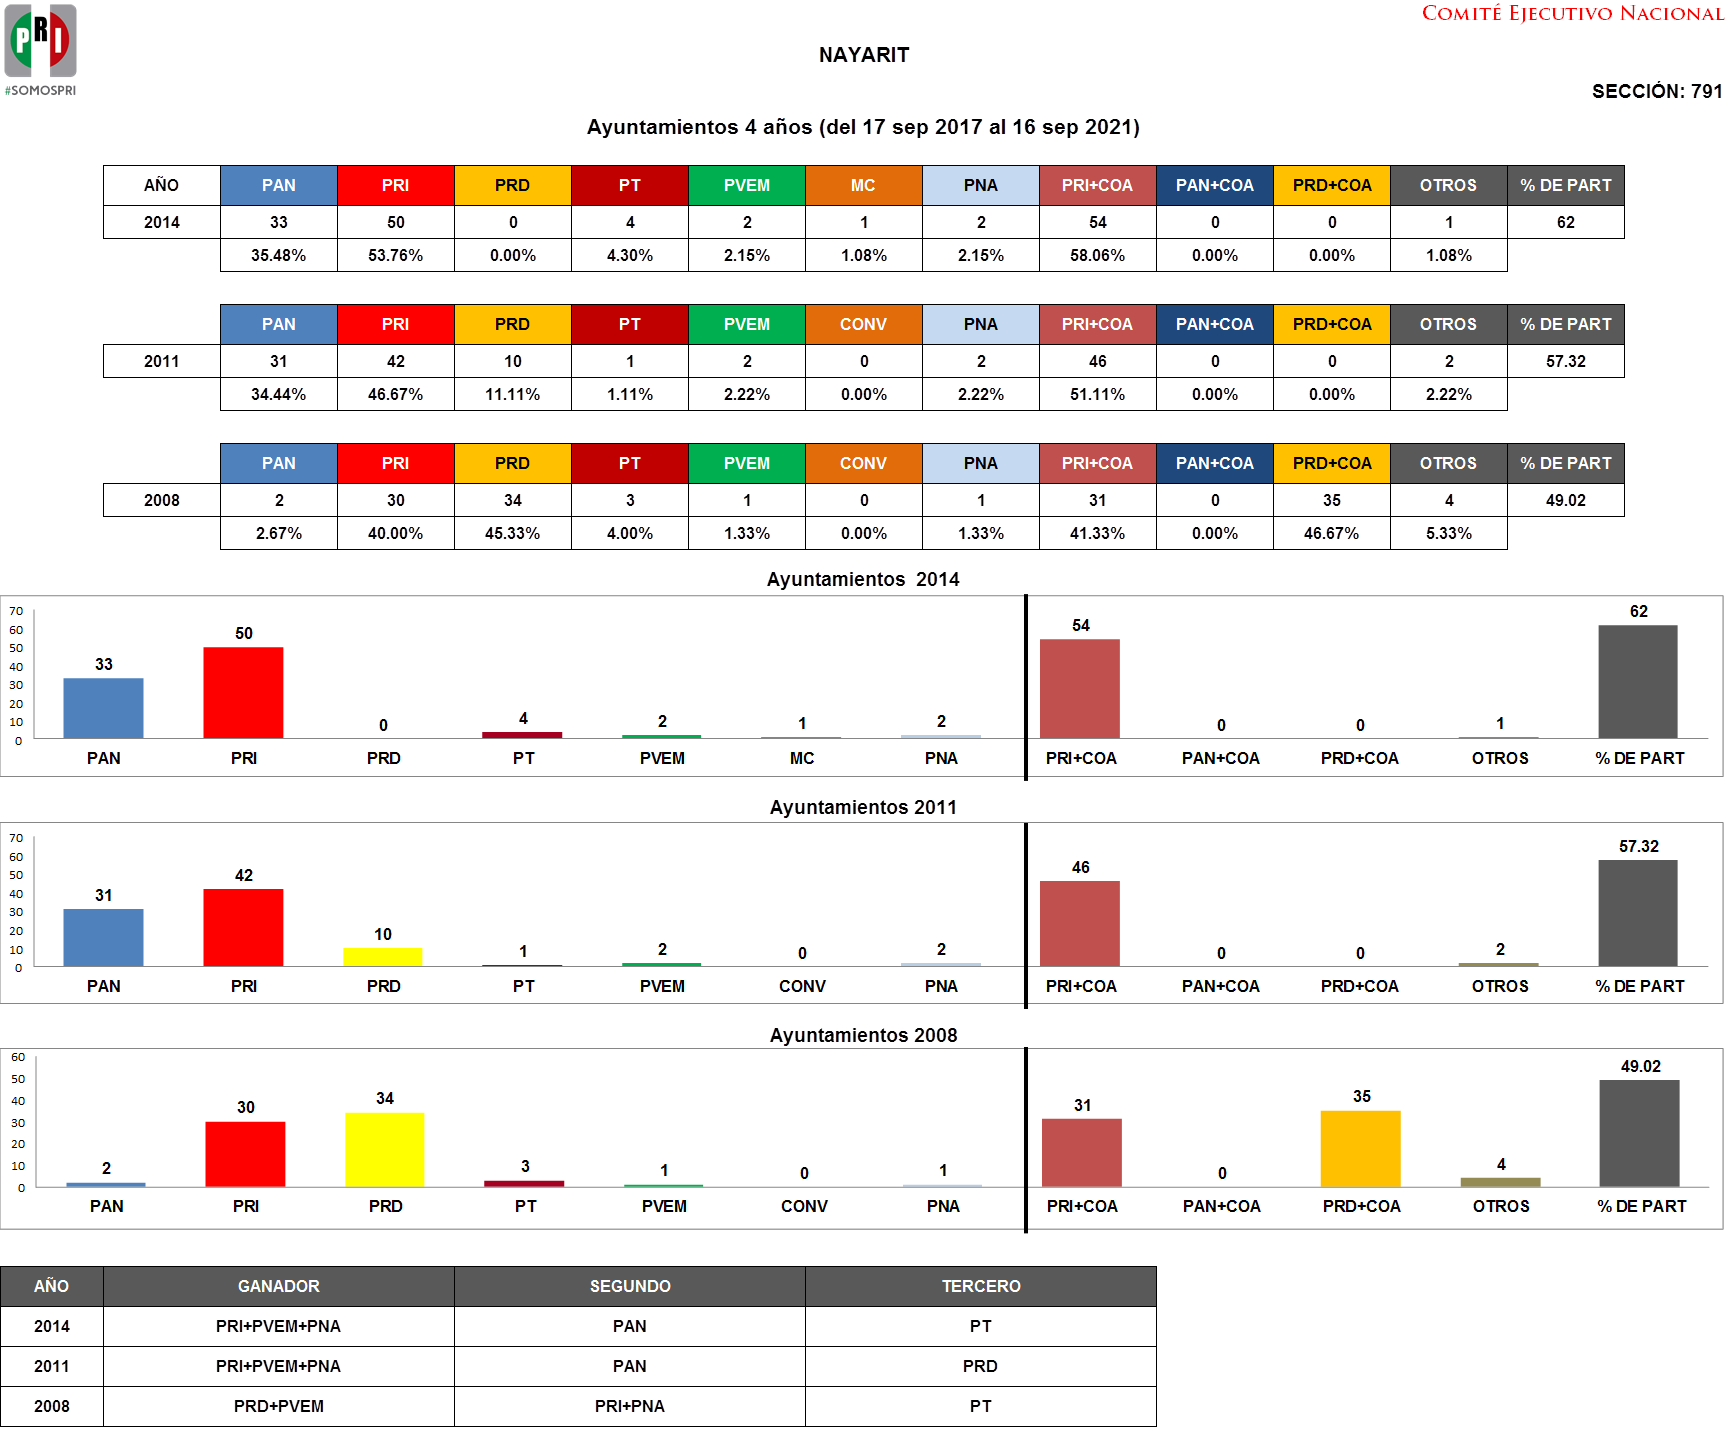 COMITÉ EJECUTIVO NACIONAL
PRI
#SOMOSPRI
NAYARIT
SECCIÓN: 791
Ayuntamientos 4 años (del 17 sep 2017 al 16 sep 2021)
AÑO PAN PRI PRD PT PVEM MC PNA PRI+COA PAN+COA PRD+COA OTROS % DE PART
2014 33 50 0 4 2 1 2 54 0 0 1 62
35.48% 53.76% 0.00% 4.30% 2.15% 1.08% 2.15% 58.06% 0.00% 0.00% 1.08%
PAN PRI PRD PT PVEM CONV PNA PRI+COA PAN+COA PRD+COA OTROS % DE PART
2011 31 42 10 1 2 0 2 46 0 0 2 57.32
34.44% 46.67% 11.11% 1.11% 2.22% 0.00% 2.22% 51.11% 0.00% 0.00% 2.22%
PAN PRI PRD PT PVEM CONV PNA PRI+COA PAN+COA PRD+COA OTROS % DE PART
2008 2 30 34 3 1 0 1 31 0 35 4 49.02
2.67% 40.00% 45.33% 4.00% 1.33% 0.00% 1.33% 41.33% 0.00% 46.67% 5.33%
Ayuntamientos 2014
70
60
50
40
30
20
10
0
33 50 0 4 2 1 2 54 0 0 1 62
PAN PRI PRD PT PVEM MC PNA PRI+COA PAN+COA PRD+COA OTROS % DE PART
Ayuntamientos 2011
70
60
50
40
30
20
10
0
31 42 10 1 2 0 2 46 0 0 2 57.32
PAN PRI PRD PT PVEM CONV PNA PRI+COA PAN+COA PRD+COA OTROS % DE PART
Ayuntamientos 2008
60
50
40
30
20
10
0
2 30 34 3 1 0 1 31 0 35 4 49.02
PAN PRI PRD PT PVEM CONV PNA PRI+COA PAN+COA PRD+COA OTROS % DE PART
AÑO GANADOR SEGUNDO TERCERO
2014 PRI+PVEM+PNA PAN PT
2011 PRI+PVEM+PNA PAN PRD
2008 PRD+PVEM PRI+PNA PT